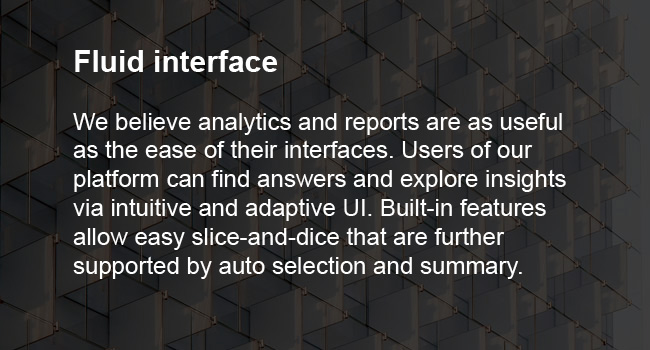 Fluid interface
We believe analytics and reports are as useful
as the ease of their interfaces. Users of our
platform can find answers and explore insights
via intuitive and adaptive UI. Built-in features
allow easy slice-and-dice that are further
supported by auto selection and summary.